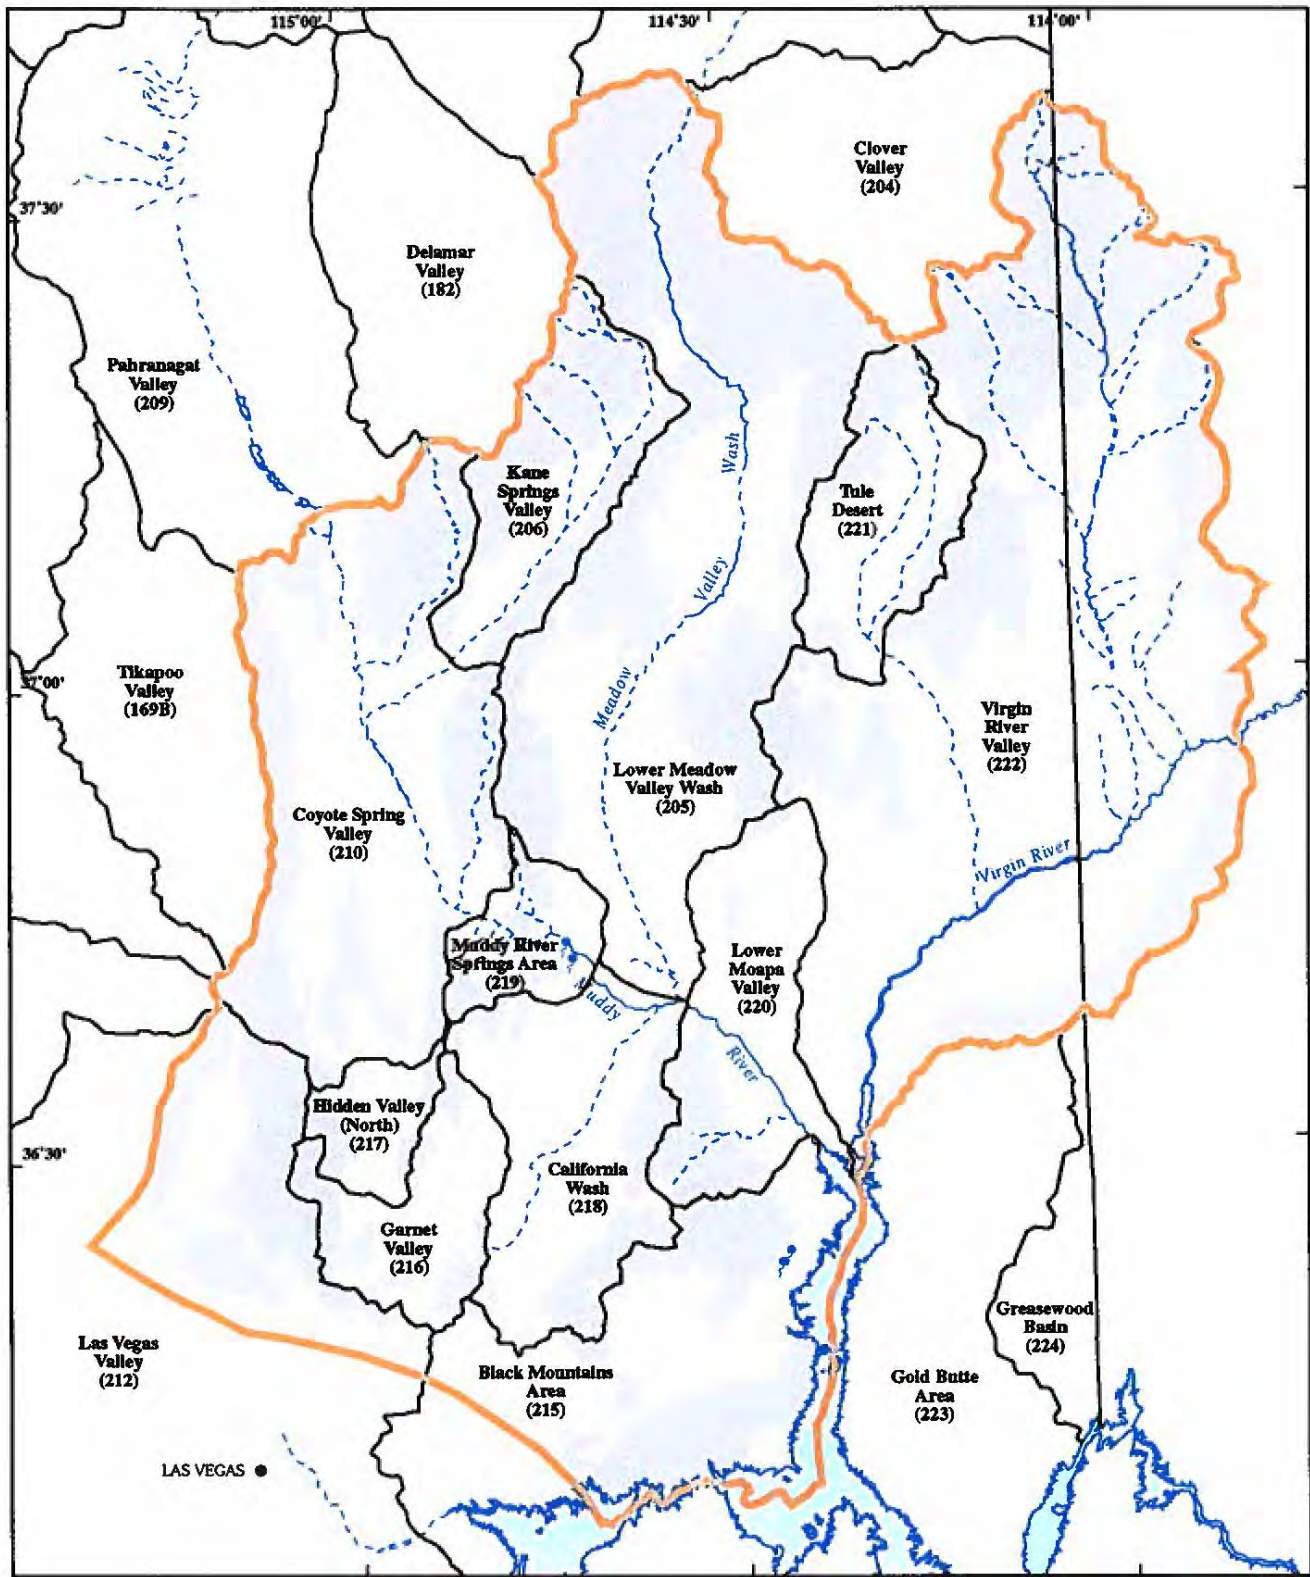 115°00'
114°30'
114°00'
Clover
Valley
(204)
37°30'
Delamar
Valley
(182)
Pahranagat
Valley
(209)
Wash
Kane
Springs
Valley
(206)
Tule
Desert
(221)
Valley
Tikapoo
Valley
(169B)
37°00'
Meadow
Virgin
River
Valley
(222)
Lower Meadow
Valley Wash
(205)
Coyote Spring
Valley
(210)
Virgin River
Muddy River
Springs Area
(219)
Lower
Moapa
Valley
(220)
Muddy
River
Hidden Valley
(North)
(217)
36°30'
California
Wash
(218)
Garnet
Valley
(216)
Greasewood
Basin
(224)
Las Vegas
Valley
(212)
Black Mountains
Area
(215)
Gold Butte
Area
(223)
LAS VEGAS